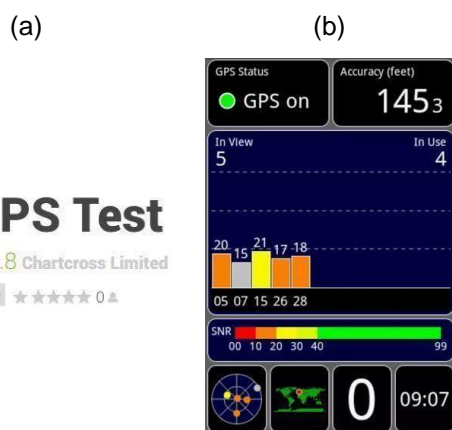 (a)
(b)
PS Test
.8 Chartcross Limited
0
GPS Status
GPS on
Accuracy (feet)
1453
In View
5
In Use
4
20 15 21 17 18
05 07 15 26 28
SNR
00 10 20 30 40 99
0
09:07